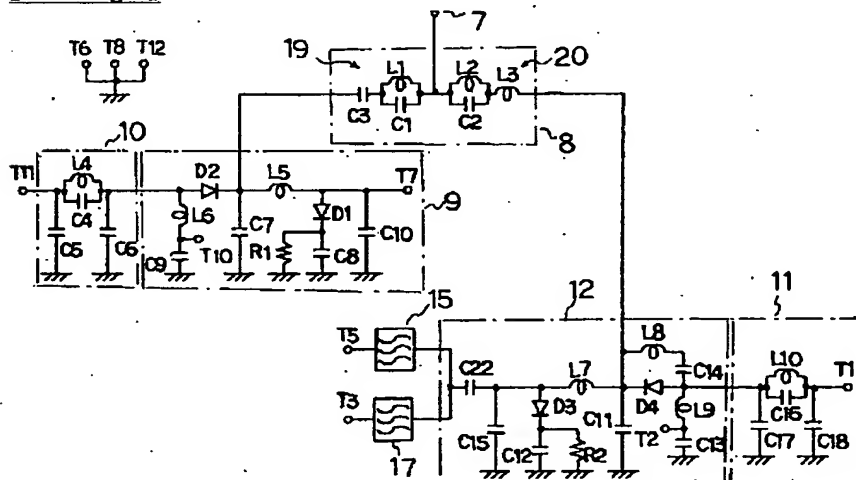 7
19
20
T6 T8 T12
L1
L2
L3
C3
C1
C2
8
10
T11
L4
C4
C5
C6
D2
L5
T7
9
L6
C7
D1
C10
T10
R1
C8
C9
15
12
11
T5
L8
C22
L7
C14
L10
T1
T3
D3
D4
L9
C16
C15
C11
T2
C12
R2
C13
C17
C18
17